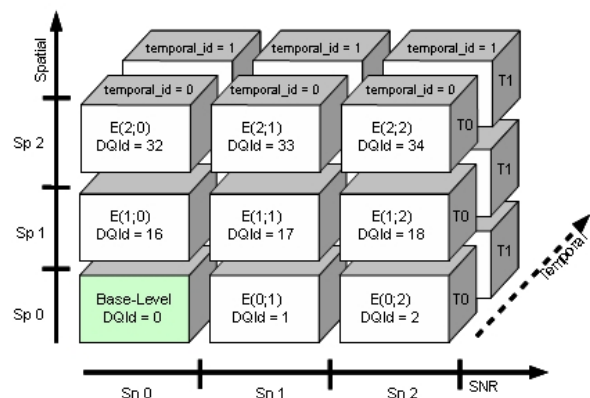 Spatial
temporal_id = 1
temporal_id = 1
temporal_id = 1
T1
temporal_id = 0
temporal_id = 0
temporal_id = 0
T0
Sp 2
E(2;0)
DQId = 32
E(2;1)
DQId = 33
E(2;2)
DQId = 34
T1
Sp 1
E(1;0)
DQId = 16
E(1;1)
DQId = 17
E(1;2)
DQId = 18
T0
T1
Temporal
Sp 0
Base-Level
DQId = 0
E(0;1)
DQId = 1
E(0;2)
DQId = 2
T0
Sn 0
Sn 1
Sn 2
SNR